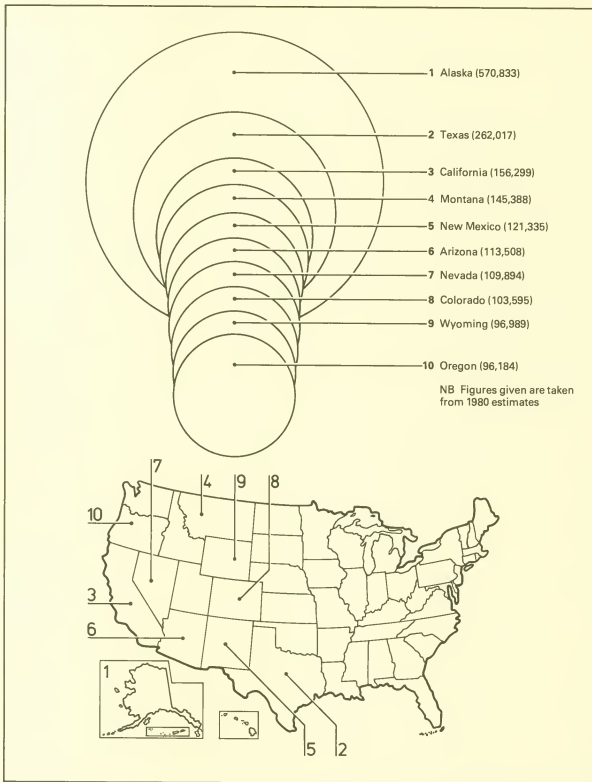 1 Alaska (570,833)
2 Texas (262,017)
3 California (156,299)
4 Montana (145,388)
5 New Mexico (121,335)
6 Arizona (113,508)
7 Nevada (109,894)
8 Colorado (103,595)
9 Wyoming (96,989)
10 Oregon (96,184)
NB Figures given are taken
from 1980 estimates
7
4
9
8
10
3
6
1
5
2